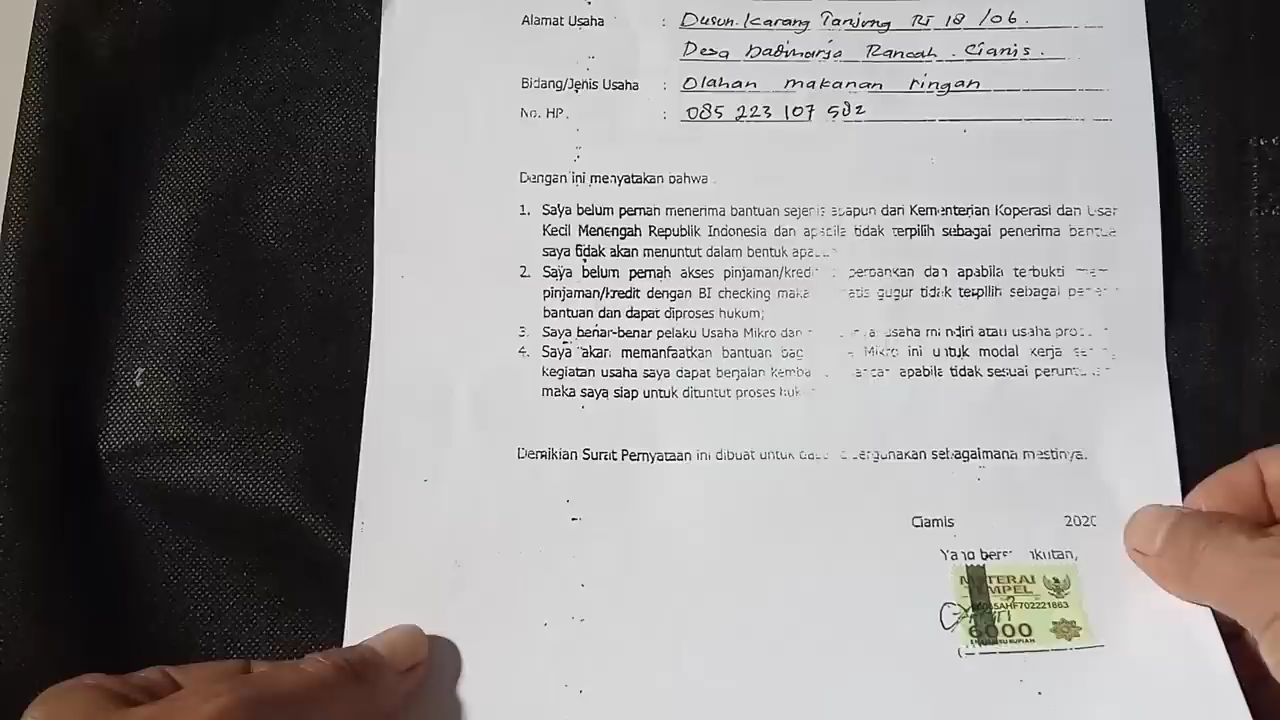 Alamat Usaha : Dusun. Karang Tanjung RT 18 /06.
Desa Dadiharja Rancah. Ciamis.
Bidang/Jenis Usaha : Olahan makanan ringan
No. HP. : 085 223 107 582
Dengan ini menyatakan bahwa
1. Saya belum pernah menerima bantuan sejenis apapun dari Kementerian Koperasi dan Usaha
Kecil Menengah Republik Indonesia dan apabila tidak terpilih sebagai penerima bantuan
saya tidak akan menuntut dalam bentuk
2. Saya belum pernah akses pinjaman/kredit perbankan dan apabila terbukti
pinjaman/kredit dengan BI checking maka gugur tidak terpilih sebagai
bantuan dan dapat diproses hukum;
3. Saya benar-benar pelaku Usaha Mikro dan usaha mandiri atau usaha
4. Saya akan memanfaatkan bantuan Mikro ini untuk modal kerja
kegiatan usaha saya dapat berjalan apabila tidak sesuai
maka saya siap untuk dituntut proses
Demikian Surat Pernyataan ini dibuat untuk dipergunakan sebagaimana mestinya.
Ciamis 2020
Yang
METERAI
TEMPEL
AHF702221863
6000
ENAM RIBU RUPIAH